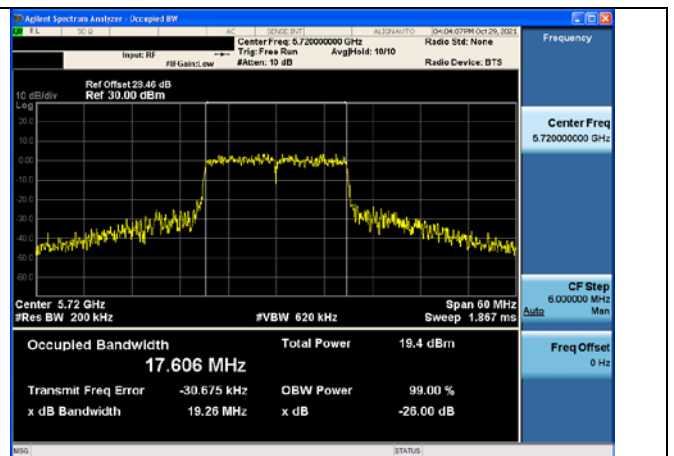 Agilent Spectrum Analyzer - Occupied BW
RL 50 Ω AC SENSE:INT ALIGNAUTO 04:04:07PM Oct 29, 2021
Center Freq: 5.720000000 GHz Radio Std: None
Input: RF Trig: Free Run Avg|Hold: 10/10
#IFGain:Low #Atten: 10 dB Radio Device: BTS
Frequency
Ref Offset 29.46 dB
10 dB/div Ref 30.00 dBm
Log
20.0
10.0
0.00
-10.0
-20.0
-30.0
-40.0
-50.0
-60.0
Center Freq
5.720000000 GHz
Center 5.72 GHz Span 60 MHz
#Res BW 200 kHz #VBW 620 kHz Sweep 1.867 ms
CF Step
6.000000 MHz
Auto Man
Occupied Bandwidth Total Power 19.4 dBm
17.606 MHz
Transmit Freq Error -30.675 kHz OBW Power 99.00 %
x dB Bandwidth 19.26 MHz x dB -26.00 dB
Freq Offset
0 Hz
MSG STATUS